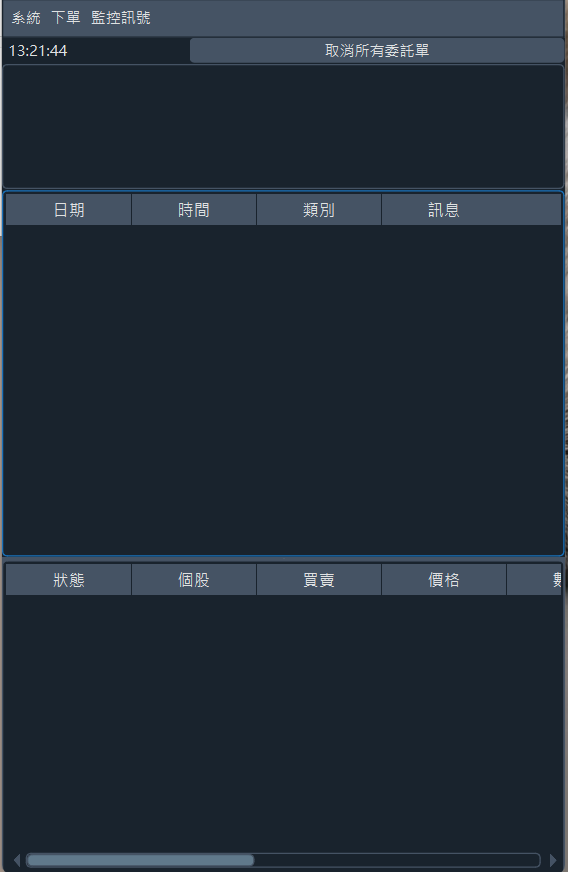 系統 下單 監控訊號
13:21:44 取消所有委託單
日期 時間 類別 訊息
狀態 個股 買賣 價格